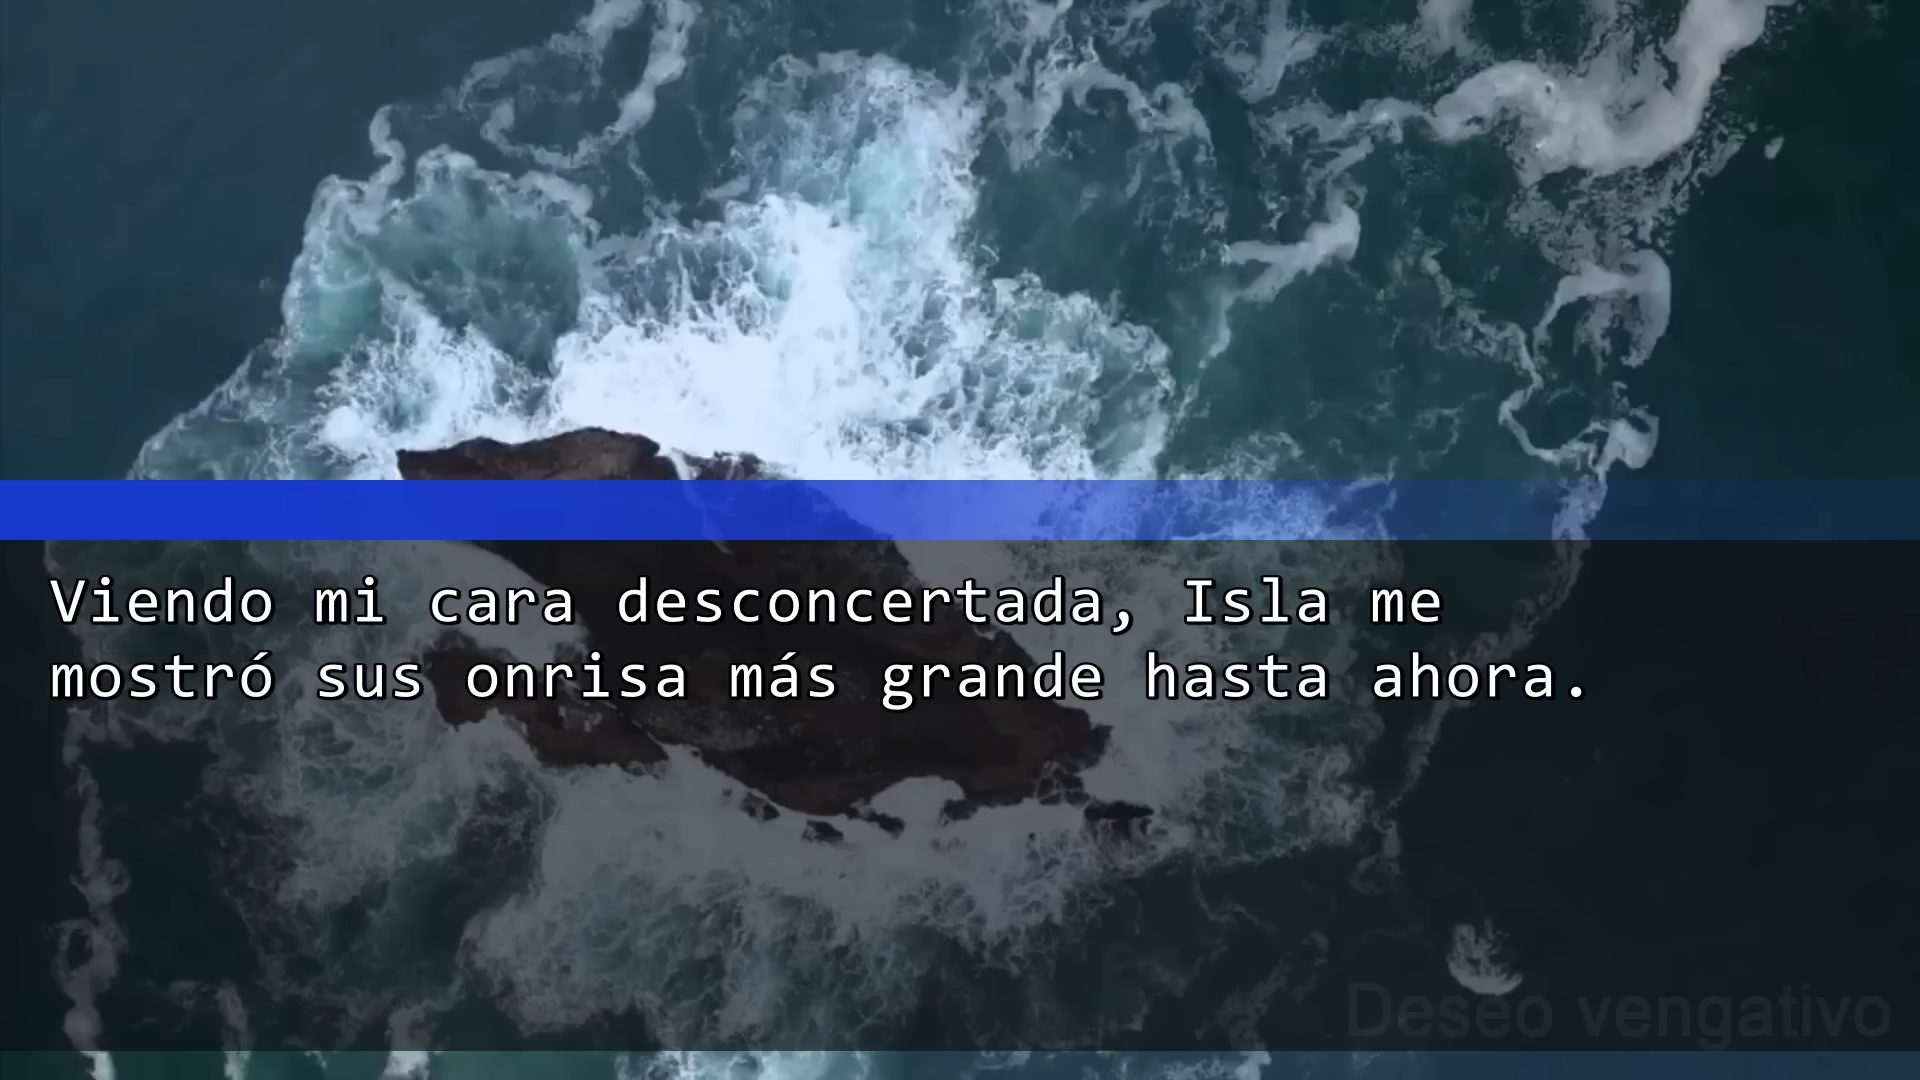 Viendo mi cara desconcertada, Isla me
mostró sus onrisa más grande hasta ahora.
Deseo vengativo